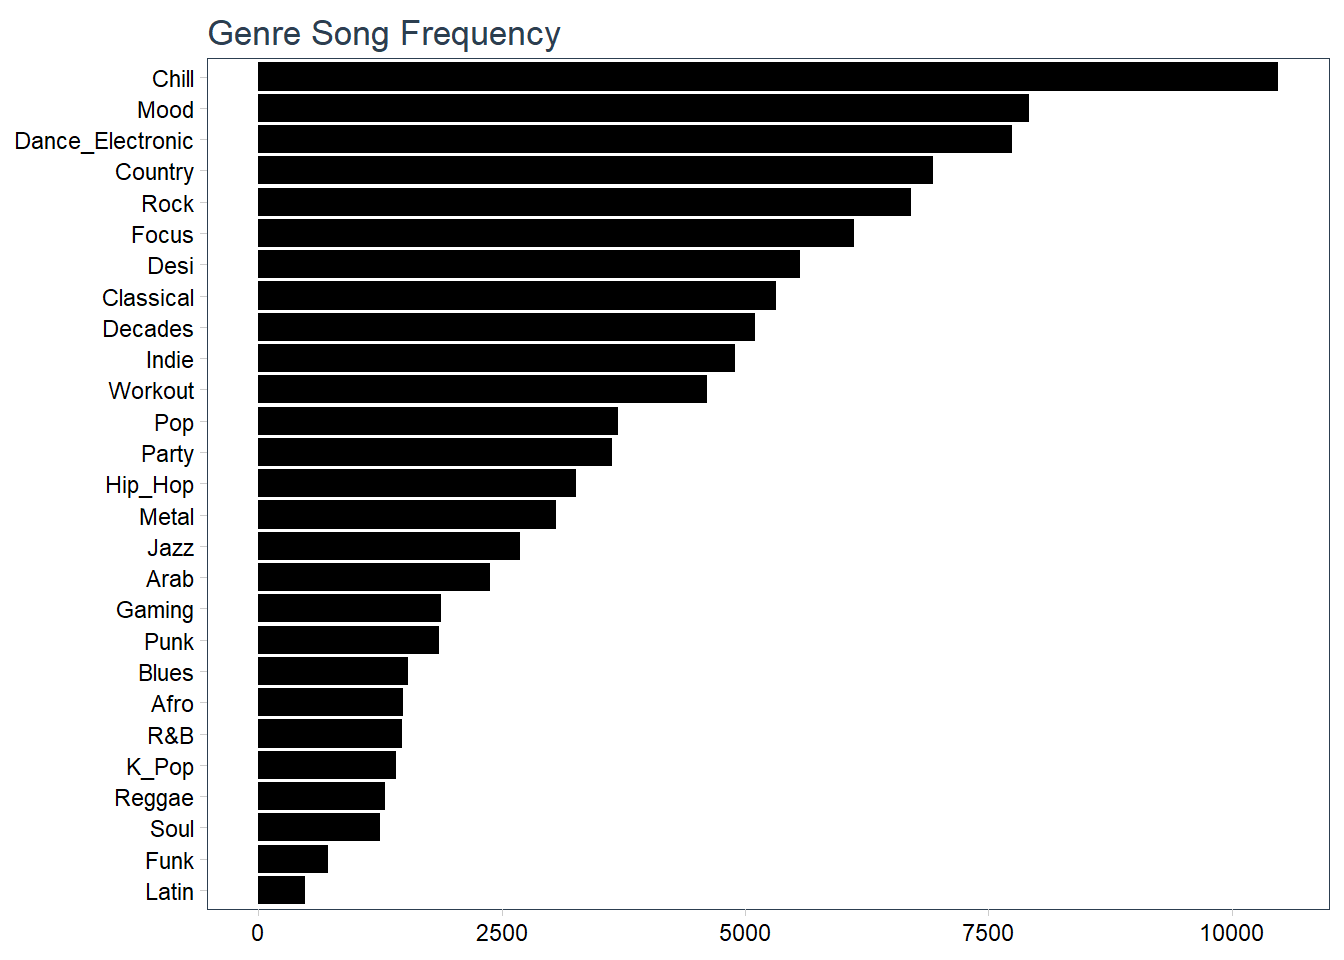 Genre Song Frequency
Chill
Mood
Dance_Electronic
Country
Rock
Focus
Desi
Classical
Decades
Indie
Workout
Pop
Party
Hip_Hop
Metal
Jazz
Arab
Gaming
Punk
Blues
Afro
R&B
K_Pop
Reggae
Soul
Funk
Latin
0 2500 5000 7500 10000